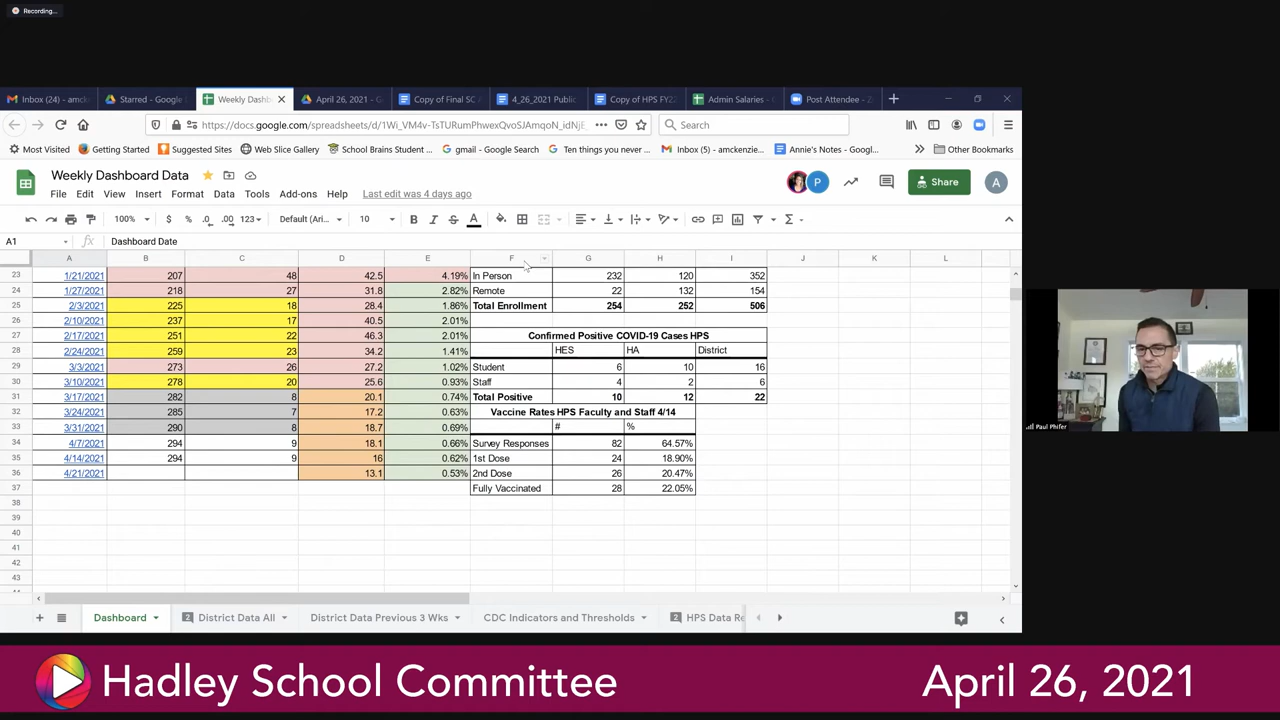 Recording...
Inbox (24) - amck
Starred - Google
Weekly Dashb
April 26, 2021 - G
Copy of Final SC
4_26_2021 Public
Copy of HPS FY22
Admin Salaries - G
Post Attendee - Z
https://docs.google.com/spreadsheets/d/1Wi_VM4v-TsTURumPhwexQvoSJAmqoN_idNjE
Search
Most Visited
Getting Started
Suggested Sites
Web Slice Gallery
School Brains Student ...
gmail - Google Search
Ten things you never ...
Inbox (5) - amckenzie...
Annie's Notes - Googl...
Other Bookmarks
Weekly Dashboard Data
P
Share
A
File Edit View Insert Format Data Tools Add-ons Help Last edit was 4 days ago
100% $ % .0 .00 123 Default (Ari... 10 B I S A
A1 fx Dashboard Date
A B C D E F G H I J K L
23 1/21/2021 207 48 42.5 4.19% In Person 232 120 352
24 1/27/2021 218 27 31.8 2.82% Remote 22 132 154
25 2/3/2021 225 18 28.4 1.86% Total Enrollment 254 252 506
26 2/10/2021 237 17 40.5 2.01%
27 2/17/2021 251 22 46.3 2.01% Confirmed Positive COVID-19 Cases HPS
28 2/24/2021 259 23 34.2 1.41% HES HA District
29 3/3/2021 273 26 27.2 1.02% Student 6 10 16
30 3/10/2021 278 20 25.6 0.93% Staff 4 2 6
31 3/17/2021 282 8 20.1 0.74% Total Positive 10 12 22
32 3/24/2021 285 7 17.2 0.63% Vaccine Rates HPS Faculty and Staff 4/14
33 3/31/2021 290 8 18.7 0.69% # %
34 4/7/2021 294 9 18.1 0.66% Survey Responses 82 64.57%
35 4/14/2021 294 9 16 0.62% 1st Dose 24 18.90%
36 4/21/2021 13.1 0.53% 2nd Dose 26 20.47%
37 Fully Vaccinated 28 22.05%
38
39
40
41
42
43
Paul Phifer
Dashboard
2 District Data All
District Data Previous 3 Wks
CDC Indicators and Thresholds
2 HPS Data Re
Hadley School Committee
April 26, 2021